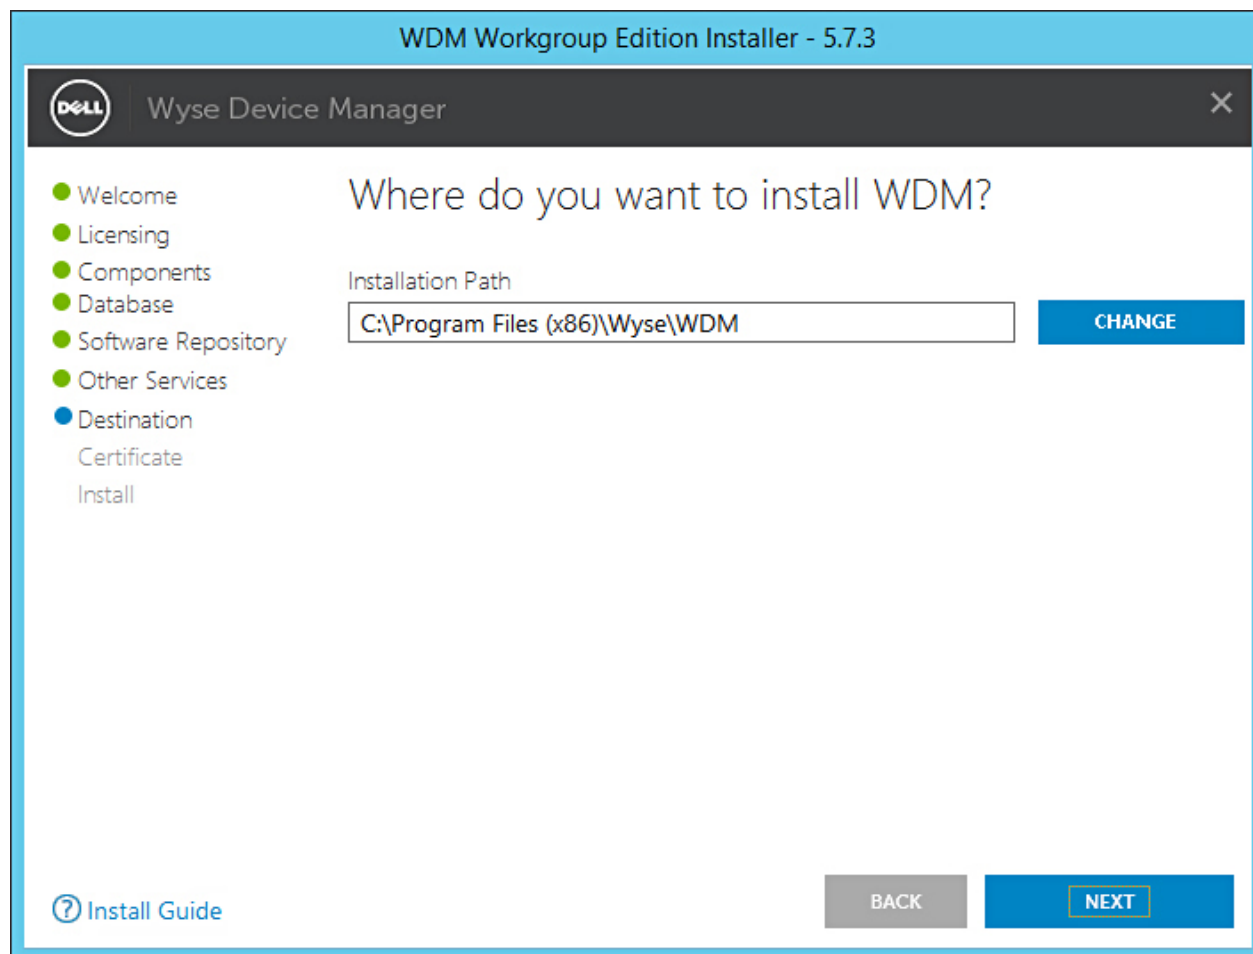 WDM Workgroup Edition Installer - 5.7.3
DELL
Wyse Device Manager
Welcome
Licensing
Components
Database
Software Repository
Other Services
Destination
Certificate
Install
Where do you want to install WDM?
Installation Path
C:\Program Files (x86)\Wyse\WDM
CHANGE
Install Guide
BACK
NEXT